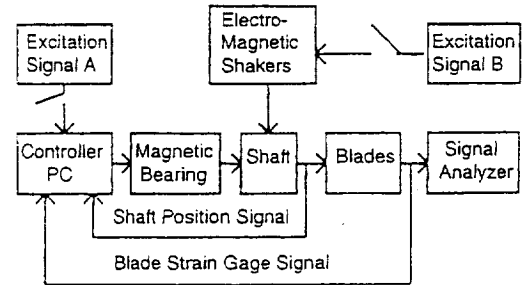 Excitation
Signal A
Electro-
Magnetic
Shakers
Excitation
Signal B
Controller
PC
Magnetic
Bearing
Shaft
Blades
Signal
Analyzer
Shaft Position Signal
Blade Strain Gage Signal